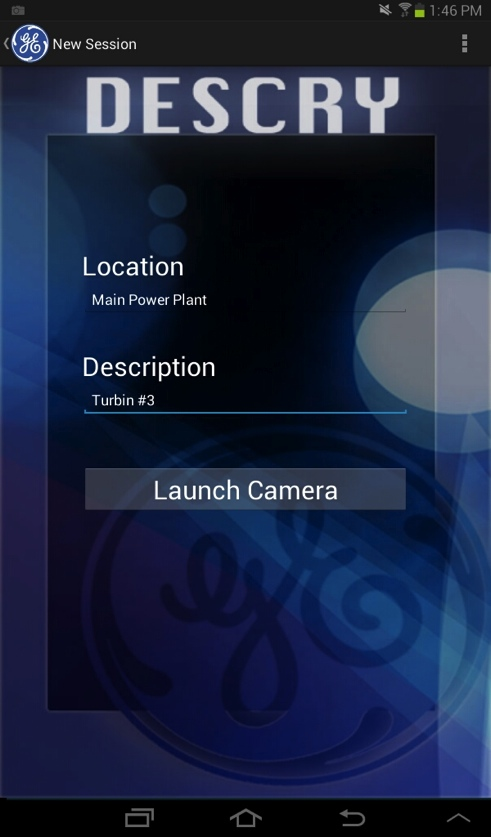 1:46 PM
New Session
DESCRY
Location
Main Power Plant
Description
Turbin #3
Launch Camera